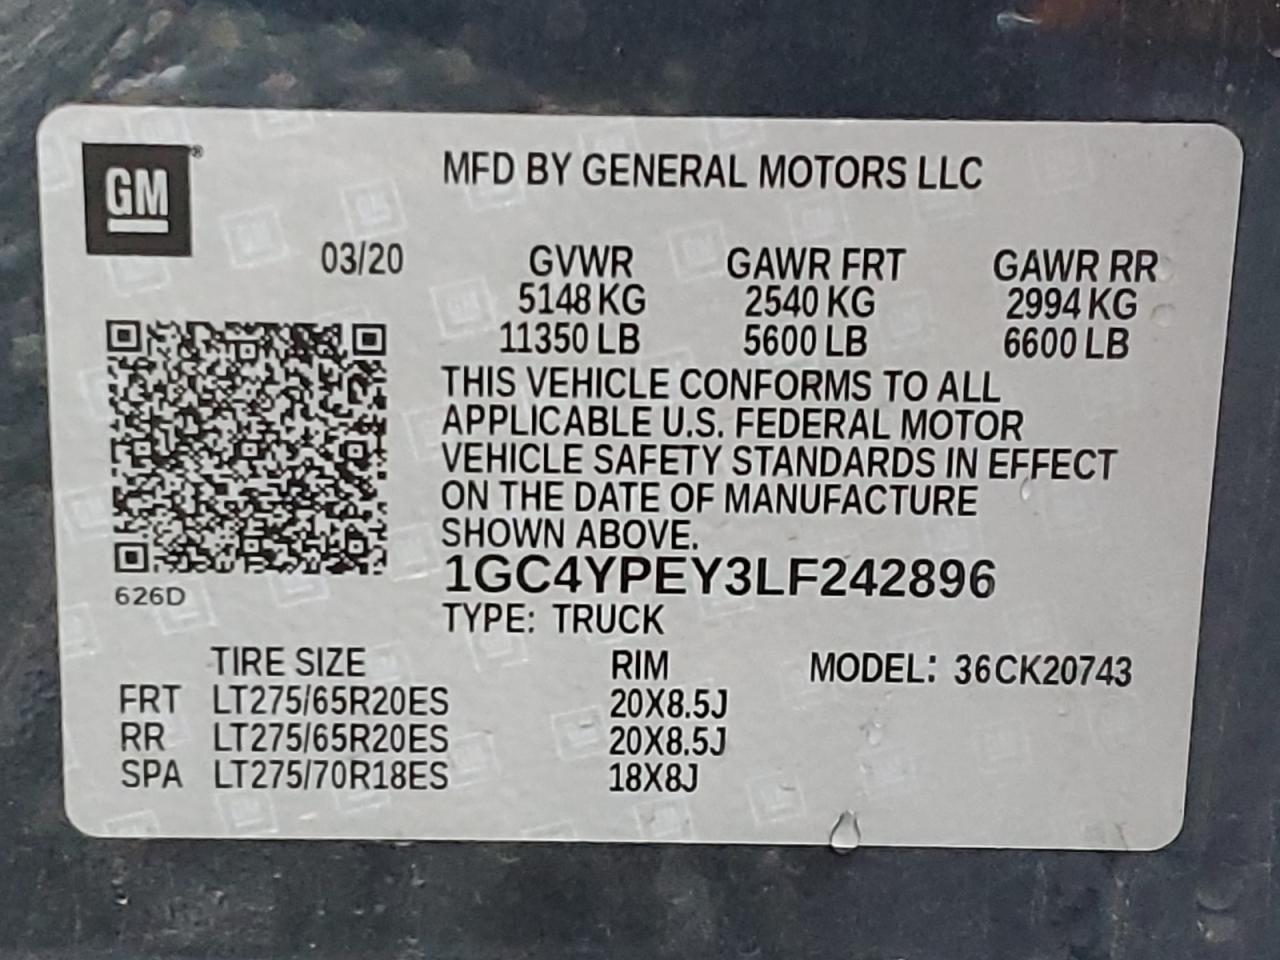 GM®
MFD BY GENERAL MOTORS LLC
03/20
GVWR GAWR FRT GAWR RR
5148 KG 2540 KG 2994 KG
11350 LB 5600 LB 6600 LB
THIS VEHICLE CONFORMS TO ALL
APPLICABLE U.S. FEDERAL MOTOR
VEHICLE SAFETY STANDARDS IN EFFECT
ON THE DATE OF MANUFACTURE
SHOWN ABOVE.
1GC4YPEY3LF242896
626D
TYPE: TRUCK
TIRE SIZE RIM MODEL: 36CK20743
FRT LT275/65R20ES 20X8.5J
RR LT275/65R20ES 20X8.5J
SPA LT275/70R18ES 18X8J